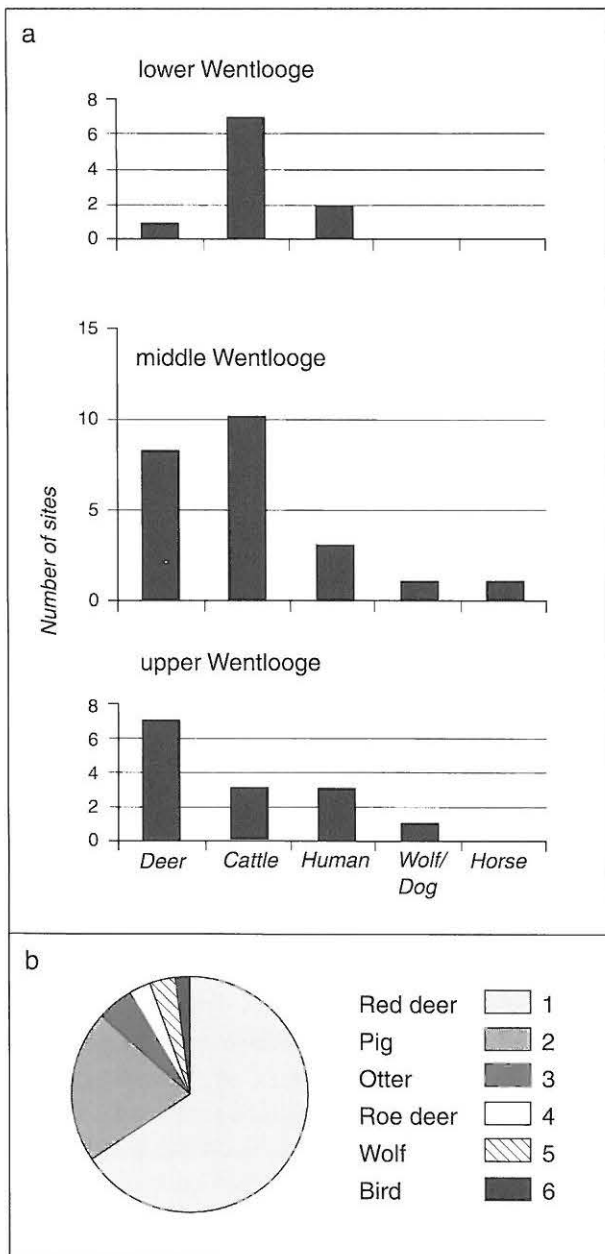 a
lower Wentlooge
8
6
4
2
0
middle Wentlooge
15
10
5
0
Number of sites
upper Wentlooge
8
6
4
2
0
Deer Cattle Human Wolf/ Horse
Dog
b
Red deer 1
Pig 2
Otter 3
Roe deer 4
Wolf 5
Bird 6